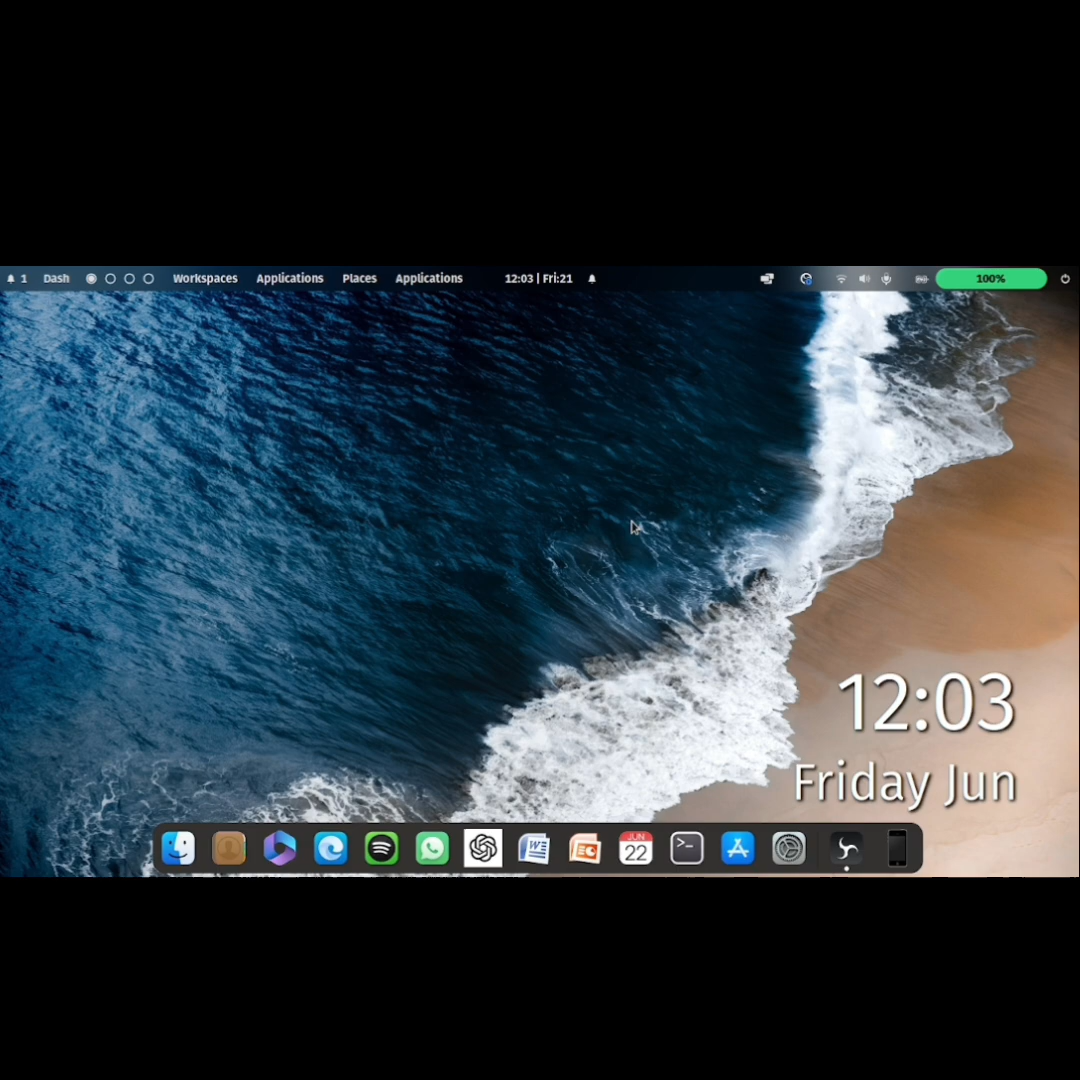 1 Dash Workspaces Applications Places Applications 12:03 | Fri:21 100%
12:03
Friday Jun
W JUN 22 >_